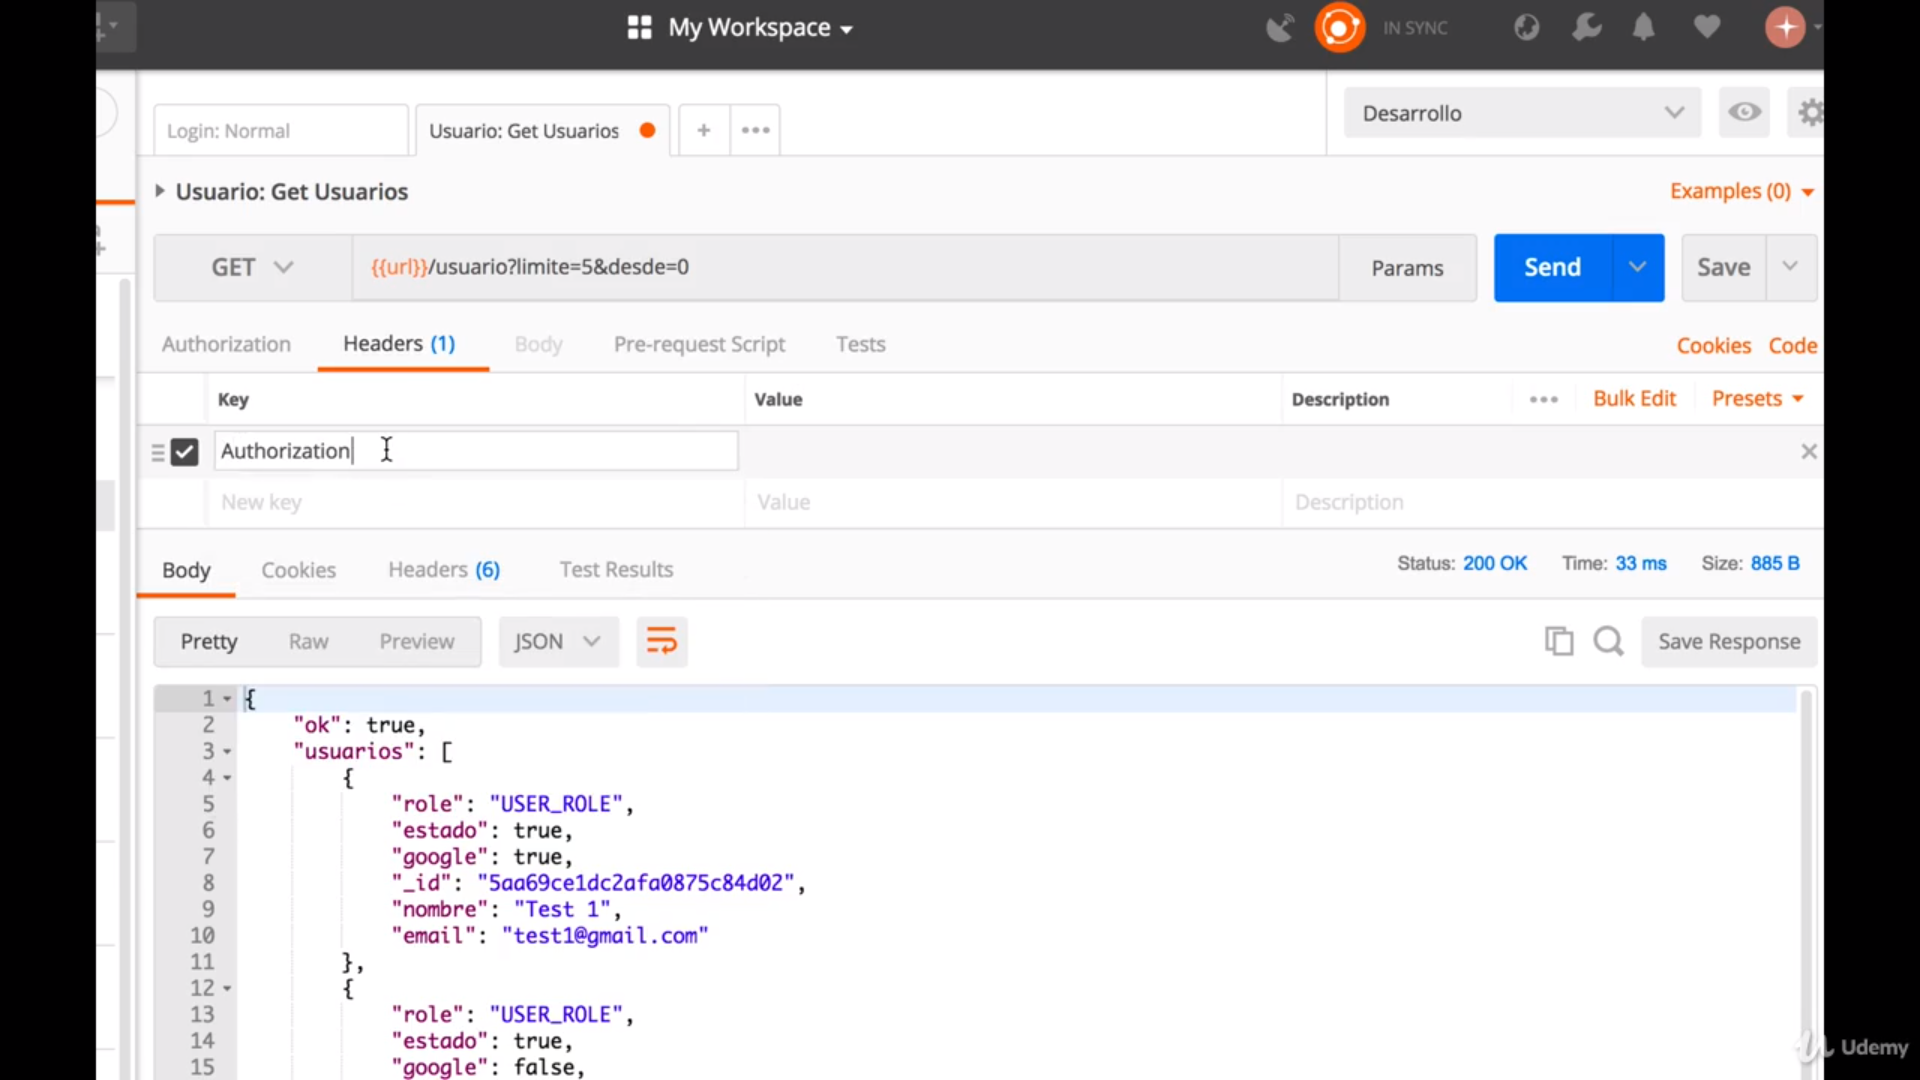 My Workspace
IN SYNC
Login: Normal
Usuario: Get Usuarios
+
Desarrollo
Usuario: Get Usuarios
Examples (0)
GET
{{url}}/usuario?limite=5&desde=0
Params
Send
Save
Authorization
Headers (1)
Body
Pre-request Script
Tests
Cookies
Code
Key
Value
Description
Bulk Edit
Presets
Authorization
New key
Value
Description
Body
Cookies
Headers (6)
Test Results
Status: 200 OK
Time: 33 ms
Size: 885 B
Pretty
Raw
Preview
JSON
Save Response
1 {
2 "ok": true,
3 "usuarios": [
4 {
5 "role": "USER_ROLE",
6 "estado": true,
7 "google": true,
8 "_id": "5aa69ce1dc2afa0875c84d02",
9 "nombre": "Test 1",
10 "email": "test1@gmail.com"
11 },
12 {
13 "role": "USER_ROLE",
14 "estado": true,
15 "google": false,
Udemy